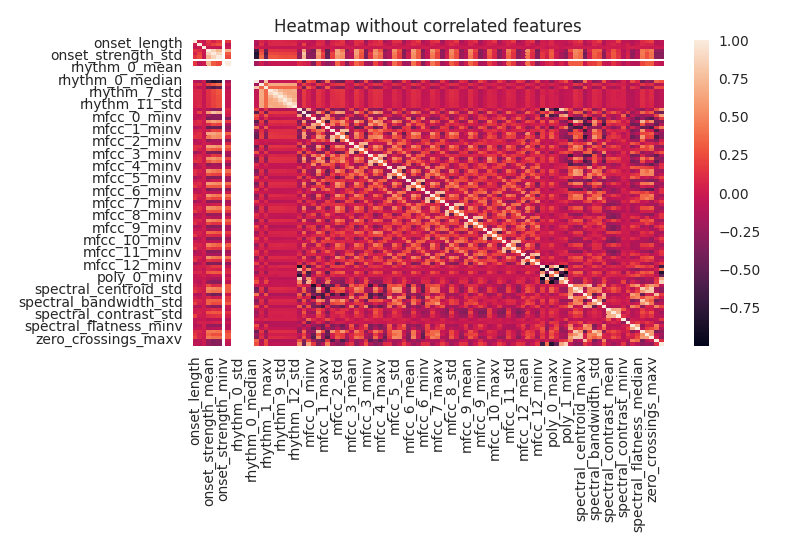 Heatmap without correlated features
onset_length
onset_strength_std
rhythm_0_mean
rhythm_0_median
rhythm_7_std
rhythm_11_std
mfcc_0_minv
mfcc_1_minv
mfcc_2_minv
mfcc_3_minv
mfcc_4_minv
mfcc_5_minv
mfcc_6_minv
mfcc_7_minv
mfcc_8_minv
mfcc_9_minv
mfcc_10_minv
mfcc_11_minv
mfcc_12_minv
poly_0_minv
spectral_centroid_std
spectral_bandwidth_std
spectral_contrast_std
spectral_flatness_minv
zero_crossings_maxv
onset_length
onset_strength_mean
onset_strength_minv
rhythm_0_std
rhythm_0_median
rhythm_1_maxv
rhythm_9_std
rhythm_12_std
mfcc_0_minv
mfcc_1_maxv
mfcc_2_std
mfcc_3_mean
mfcc_3_minv
mfcc_4_maxv
mfcc_5_std
mfcc_6_mean
mfcc_6_minv
mfcc_7_maxv
mfcc_8_std
mfcc_9_mean
mfcc_9_minv
mfcc_10_maxv
mfcc_11_std
mfcc_12_mean
mfcc_12_minv
poly_0_maxv
poly_1_minv
spectral_centroid_maxv
spectral_bandwidth_std
spectral_contrast_mean
spectral_contrast_minv
spectral_flatness_median
zero_crossings_maxv
1.00
0.75
0.50
0.25
0.00
−0.25
−0.50
−0.75